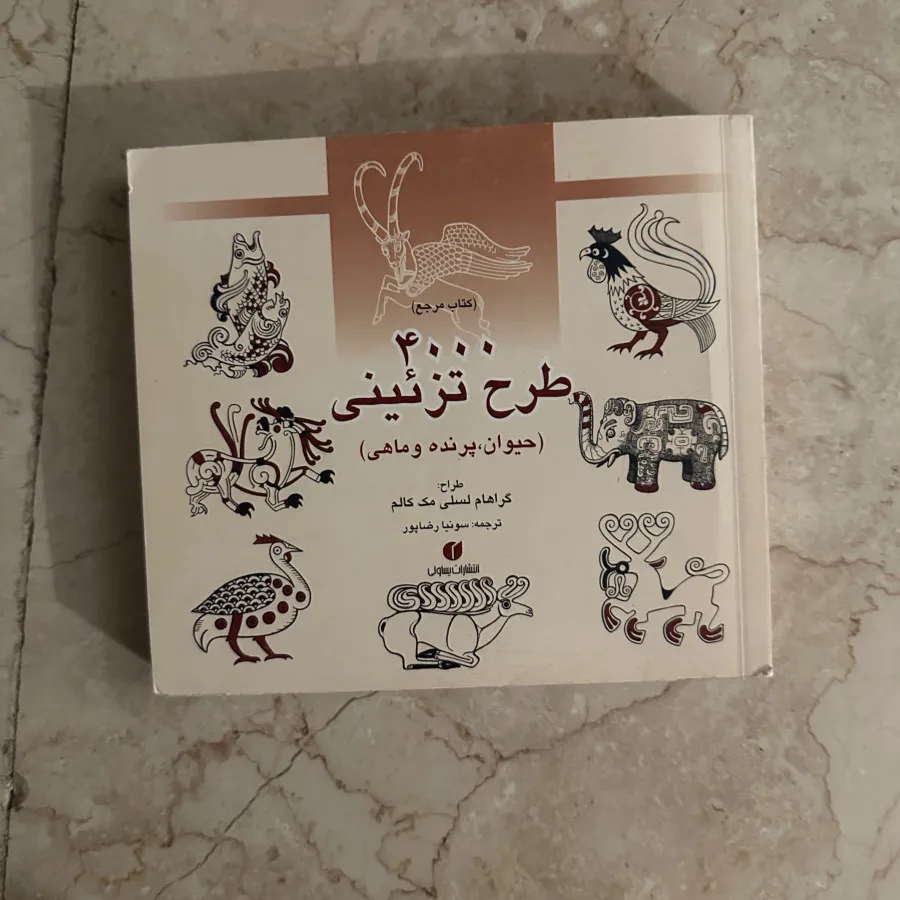 (کتاب مرجع)
۴۰۰۰
طرح تزئینی
(حیوان، پرنده و ماهی)
طراح:
گراهام لسلی مک کالم
ترجمه: سونیا رضاپور
انتشارات یساولی